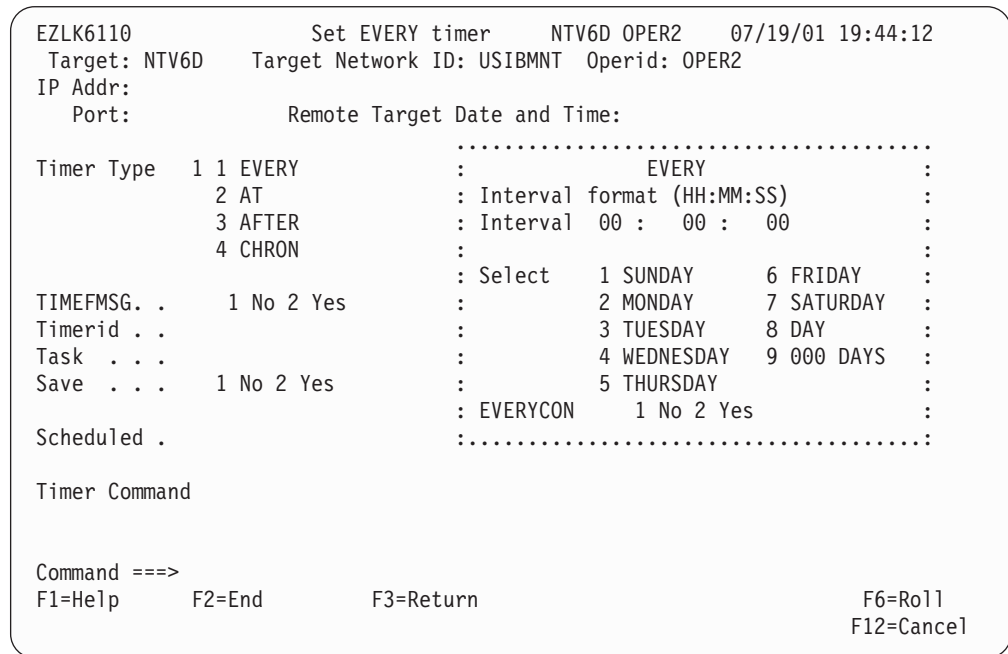 EZLK6110               Set EVERY timer     NTV6D OPER2    07/19/01 19:44:12
 Target: NTV6D    Target Network ID: USIBMNT  Operid: OPER2
IP Addr:
   Port:             Remote Target Date and Time:
                                   ........................................
Timer Type   1 1 EVERY             :               EVERY                  :
               2 AT                : Interval format (HH:MM:SS)           :
               3 AFTER             : Interval  00 :   00 :   00           :
               4 CHRON             :                                      :
                                   : Select    1 SUNDAY      6 FRIDAY     :
TIMEFMSG. .     1 No 2 Yes         :           2 MONDAY      7 SATURDAY   :
Timerid . .                        :           3 TUESDAY     8 DAY        :
Task  . . .                        :           4 WEDNESDAY   9 000 DAYS   :
Save  . . .     1 No 2 Yes         :           5 THURSDAY                 :
                                   : EVERYCON     1 No 2 Yes              :
Scheduled .                        :......................................:
Timer Command
Command ===>
F1=Help      F2=End         F3=Return                                F6=Roll
                                                                    F12=Cancel